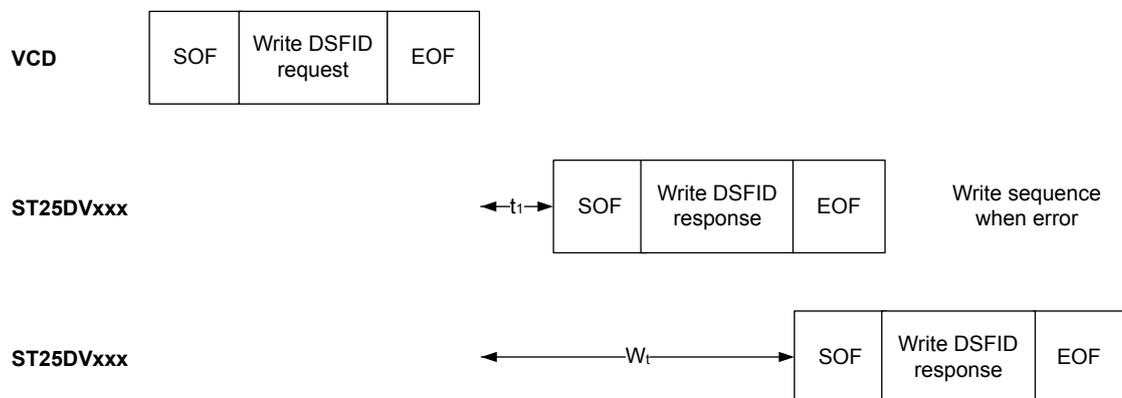 VCD
SOF
Write DSFID
request
EOF
ST25DVxxx
t1
SOF
Write DSFID
response
EOF
Write sequence
when error
ST25DVxxx
Wt
SOF
Write DSFID
response
EOF